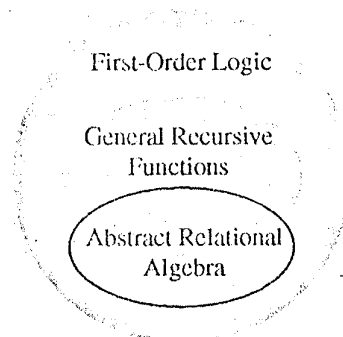 First-Order Logic
General Recursive
Functions
Abstract Relational
Algebra